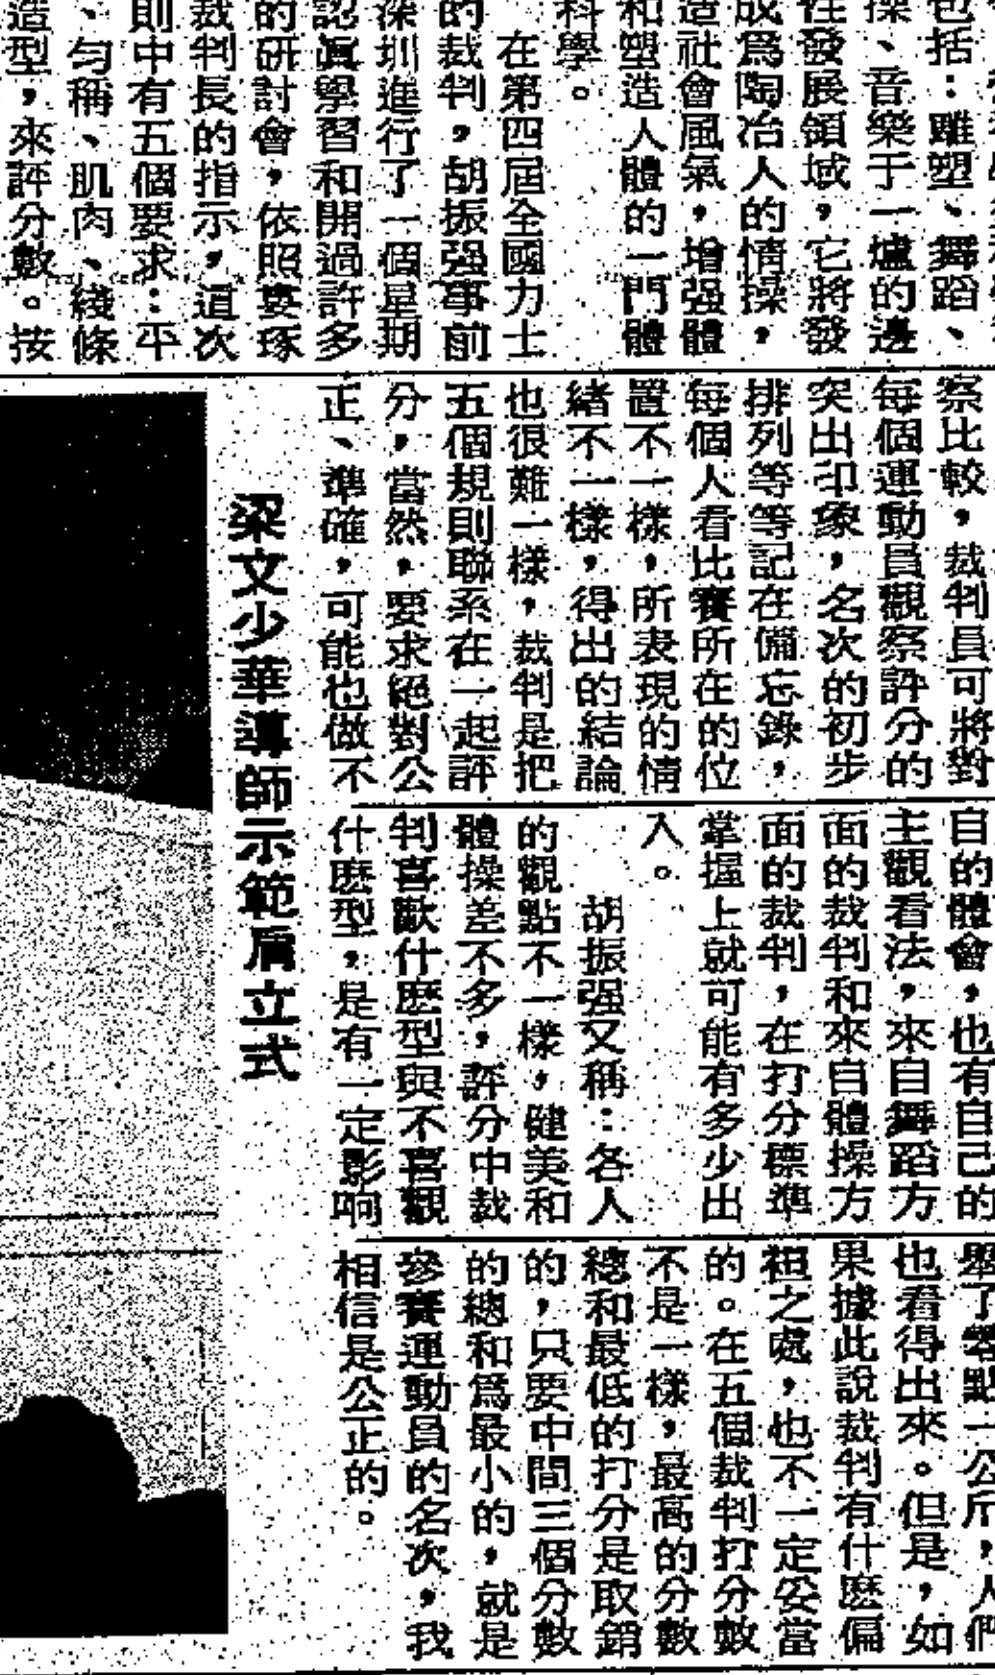 包括：雕塑、舞蹈、
操、音樂于一爐的邊
往發展領域，它將發
成爲陶冶人的情操，
造社會風氣，增强體
和塑造人體的一門體
科學。
在第四屆全國力士
的裁判，胡振强事前
深圳進行了一個星期
認眞學習和開過許多
的研討會，依照婁琢
裁判長的指示，這次
則中有五個要求：平
、勻稱、肌肉、綫條
造型，來評分數。按
察比較，裁判員可將對
每個運動員觀察評分的
突出印象，名次的初步
排列等等記在備忘錄，
每個人看比賽所在的位
置不一樣，所表現的情
緒不一樣，得出的結論
也很難一樣，裁判是把
五個規則聯系在一起評
分，當然，要求絕對公
正、準確，可能也做不
梁文少華導師示範肩立式
自的體會，也有自己的
主觀看法，來自舞蹈方
面的裁判和來自體操方
面的裁判，在打分標準
掌握上就可能有多少出
入。
胡振强又稱：各人
的觀點不一樣，健美和
體操差不多，評分中裁
判喜歡什麽型與不喜觀
什麽型，是有一定影响
了零點一公斤，人們
也看得出來。但是，如
果據此說裁判有什麽偏
袒之處，也不一定妥當
的。在五個裁判打分數
不是一樣，最高的分數
總和最低的打分是取銷
的，只要中間三個分數
的總和爲最小的，就是
參賽運動員的名次，我
相信是公正的。